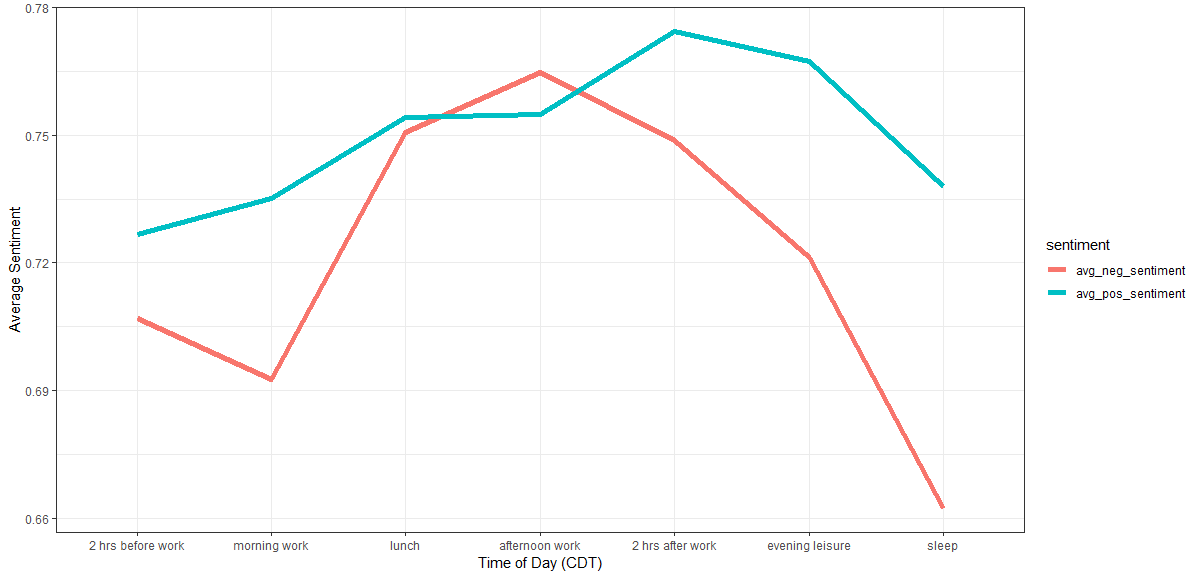 0.78
0.75
0.72
0.69
0.66
Average Sentiment
2 hrs before work
morning work
lunch
afternoon work
2 hrs after work
evening leisure
sleep
Time of Day (CDT)
sentiment
avg_neg_sentiment
avg_pos_sentiment